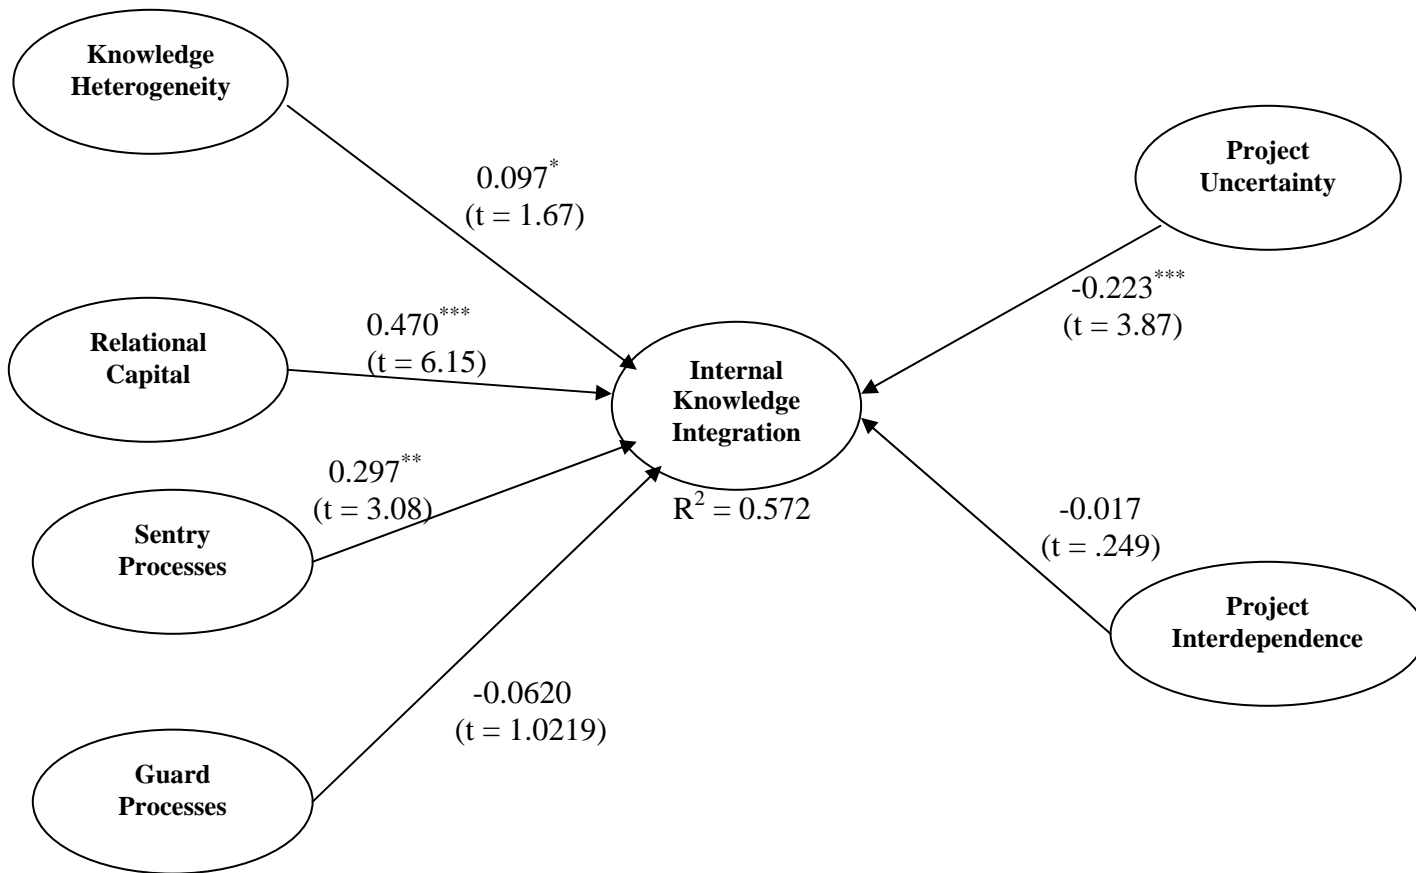 Knowledge
Heterogeneity
0.097*
(t = 1.67)
Project
Uncertainty
-0.223***
(t = 3.87)
Relational
Capital
0.470***
(t = 6.15)
Internal
Knowledge
Integration
R² = 0.572
Sentry
Processes
0.297**
(t = 3.08)
-0.017
(t = .249)
Project
Interdependence
Guard
Processes
-0.0620
(t = 1.0219)